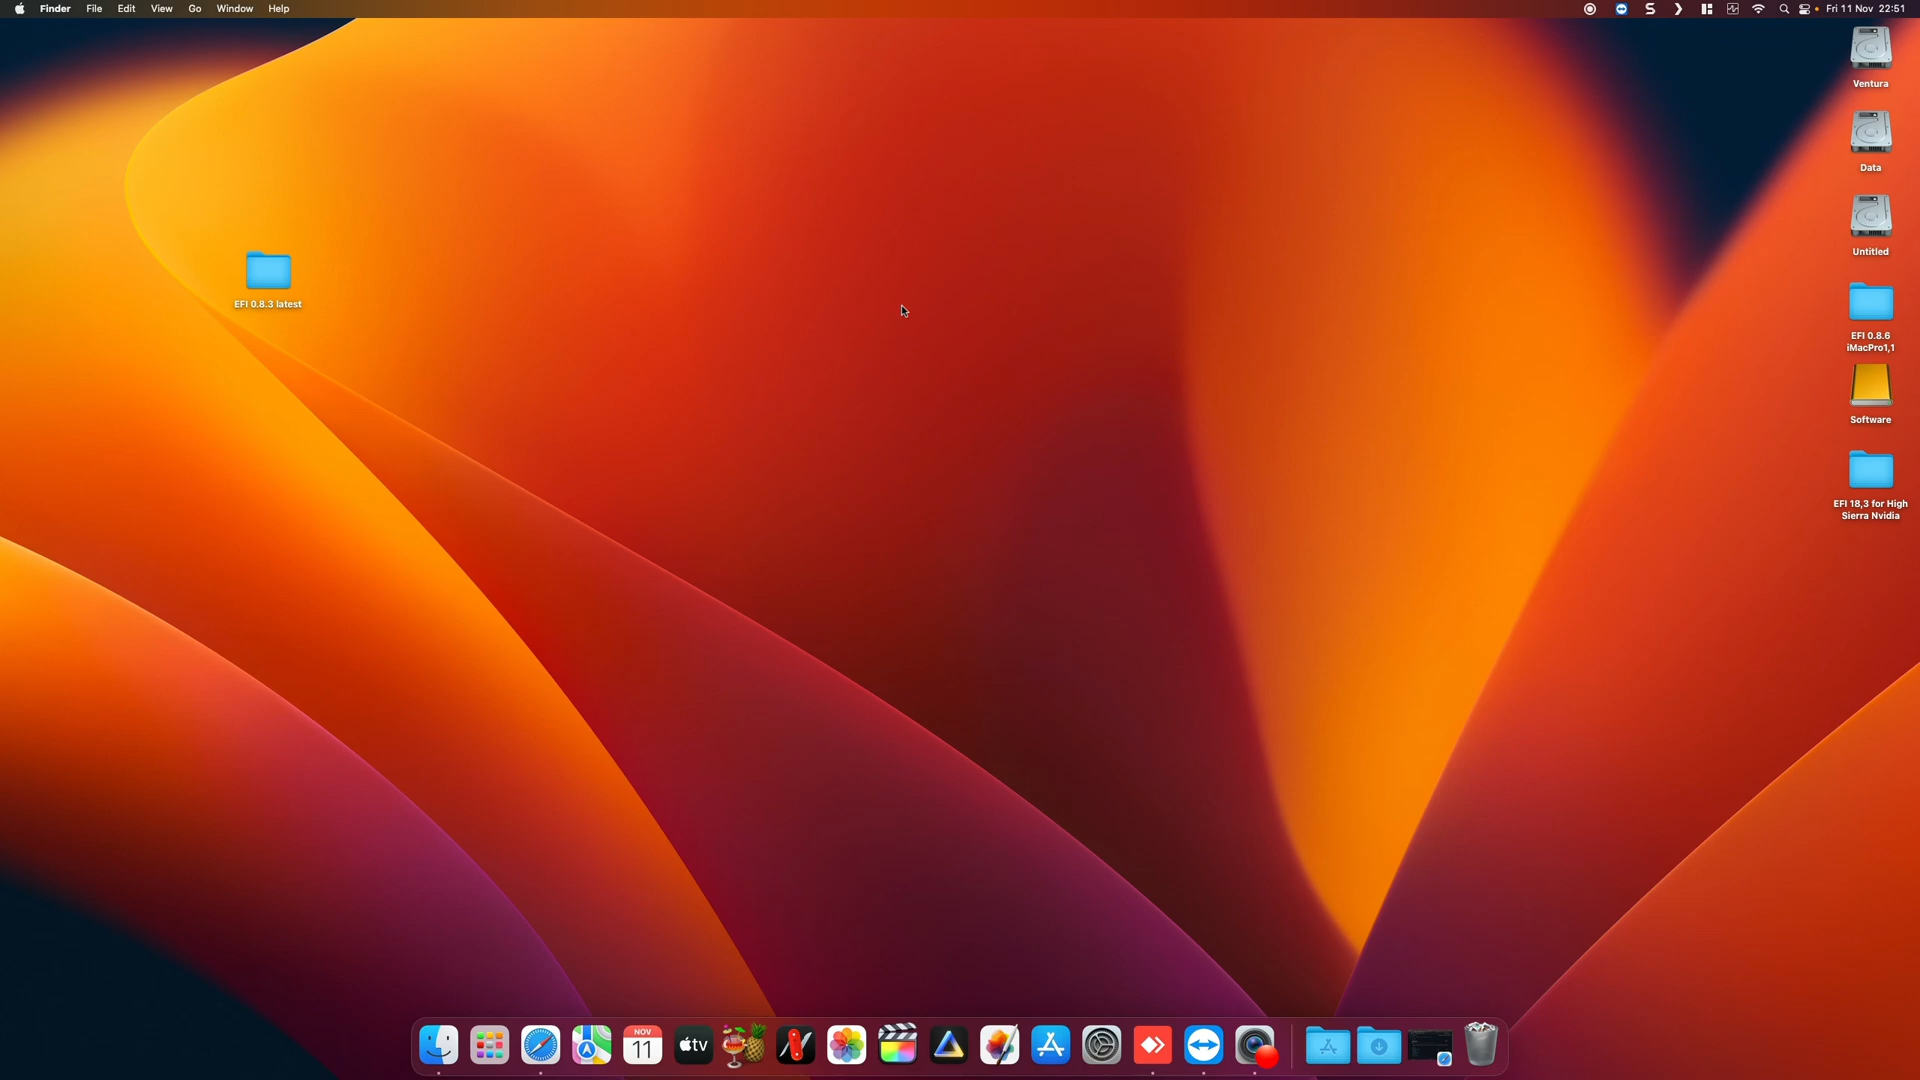 Finder File Edit View Go Window Help
Fri 11 Nov 22:51
Ventura
Data
Untitled
EFI 0.8.3 latest
EFI 0.8.6
iMacPro1,1
Software
EFI 18,3 for High
Sierra Nvidia
NOV
11
tv